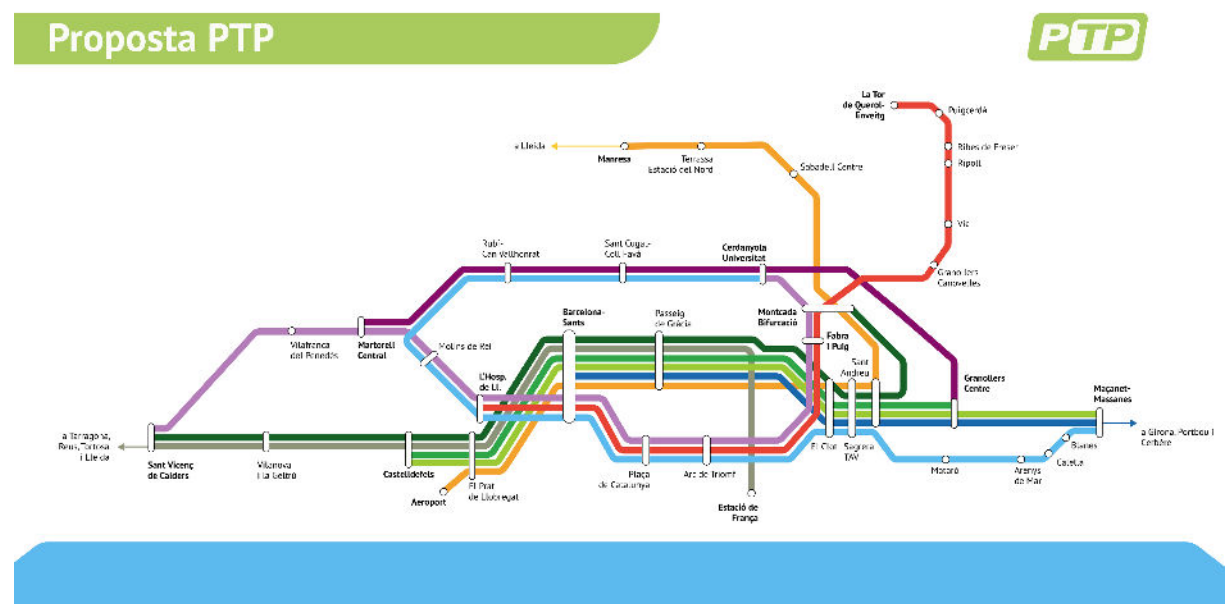 Proposta PTP
PTP
La Tor
de Querol-
Enveitg
Puigcerdà
a Lleida
Manresa
Terrassa
Estació del Nord
Sabadell Centre
Ribes de Freser
Ripoll
Vic
Rubí-
Can Vallhonrat
Sant Cugat-
Coll Favà
Cerdanyola
Universitat
Granollers
Canovelles
Barcelona-
Sants
Passeig
de Gràcia
Montcada
Bifurcació
Vilafranca
del Penedès
Martorell
Central
Molins de Rei
Fabra
i Puig
Sant
Andreu
L'Hosp.
de Ll.
Granollers
Centre
Maçanet-
Massanes
a Tarragona,
Reus, Tortosa
i Lleida
Sant Vicenç
de Calders
Vilanova
i la Geltrú
Castelldefels
El Prat
de Llobregat
Aeroport
Plaça
de Catalunya
Arc de Triomf
Estació de
França
El Clot
Sagrera
TAV
Mataró
Arenys
de Mar
Calella
Blanes
a Girona, Portbou i
Cerbère